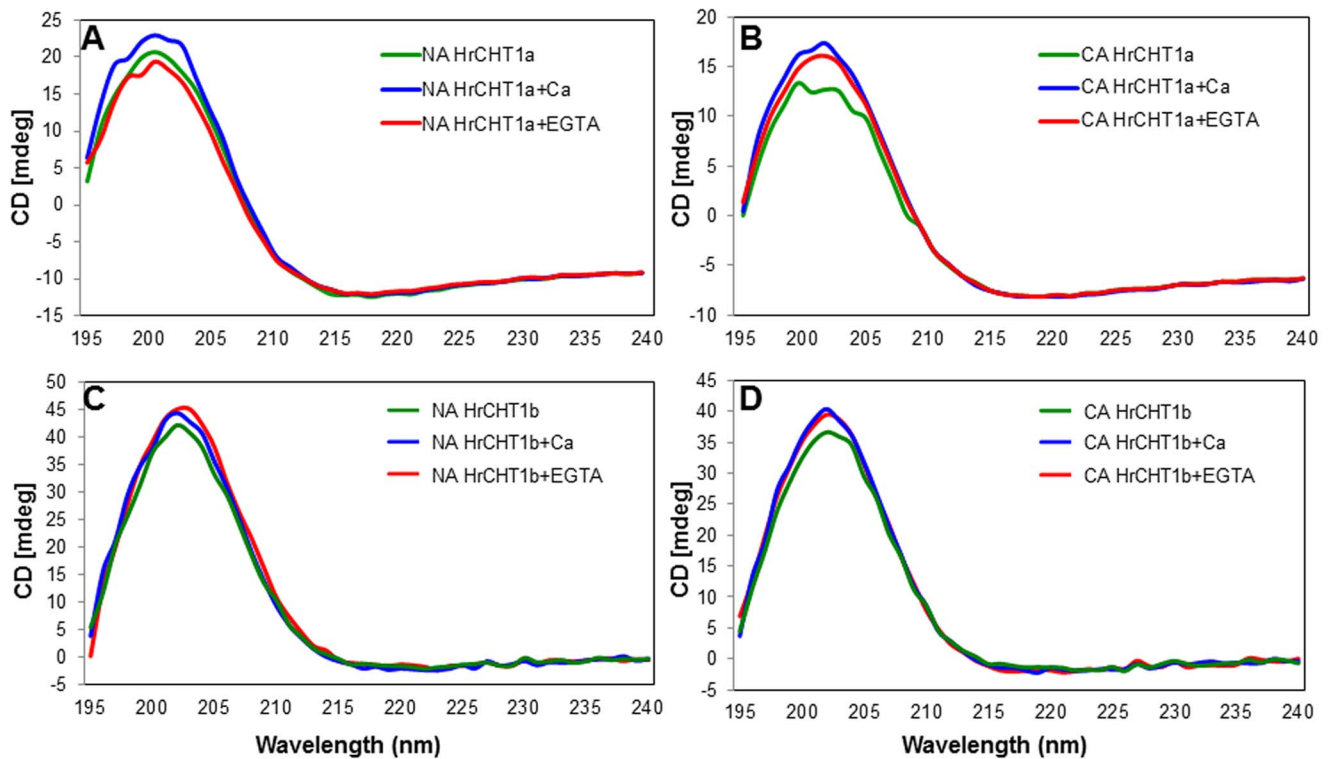 A
NA HrCHT1a
NA HrCHT1a+Ca
NA HrCHT1a+EGTA
CD [mdeg]
25
20
15
10
5
0
-5
-10
-15
195 200 205 210 215 220 225 230 235 240
B
CA HrCHT1a
CA HrCHT1a+Ca
CA HrCHT1a+EGTA
CD [mdeg]
20
15
10
5
0
-5
-10
195 200 205 210 215 220 225 230 235 240
C
NA HrCHT1b
NA HrCHT1b+Ca
NA HrCHT1b+EGTA
CD [mdeg]
50
45
40
35
30
25
20
15
10
5
0
-5
195 200 205 210 215 220 225 230 235 240
Wavelength (nm)
D
CA HrCHT1b
CA HrCHT1b+Ca
CA HrCHT1b+EGTA
CD [mdeg]
45
40
35
30
25
20
15
10
5
0
-5
195 200 205 210 215 220 225 230 235 240
Wavelength (nm)